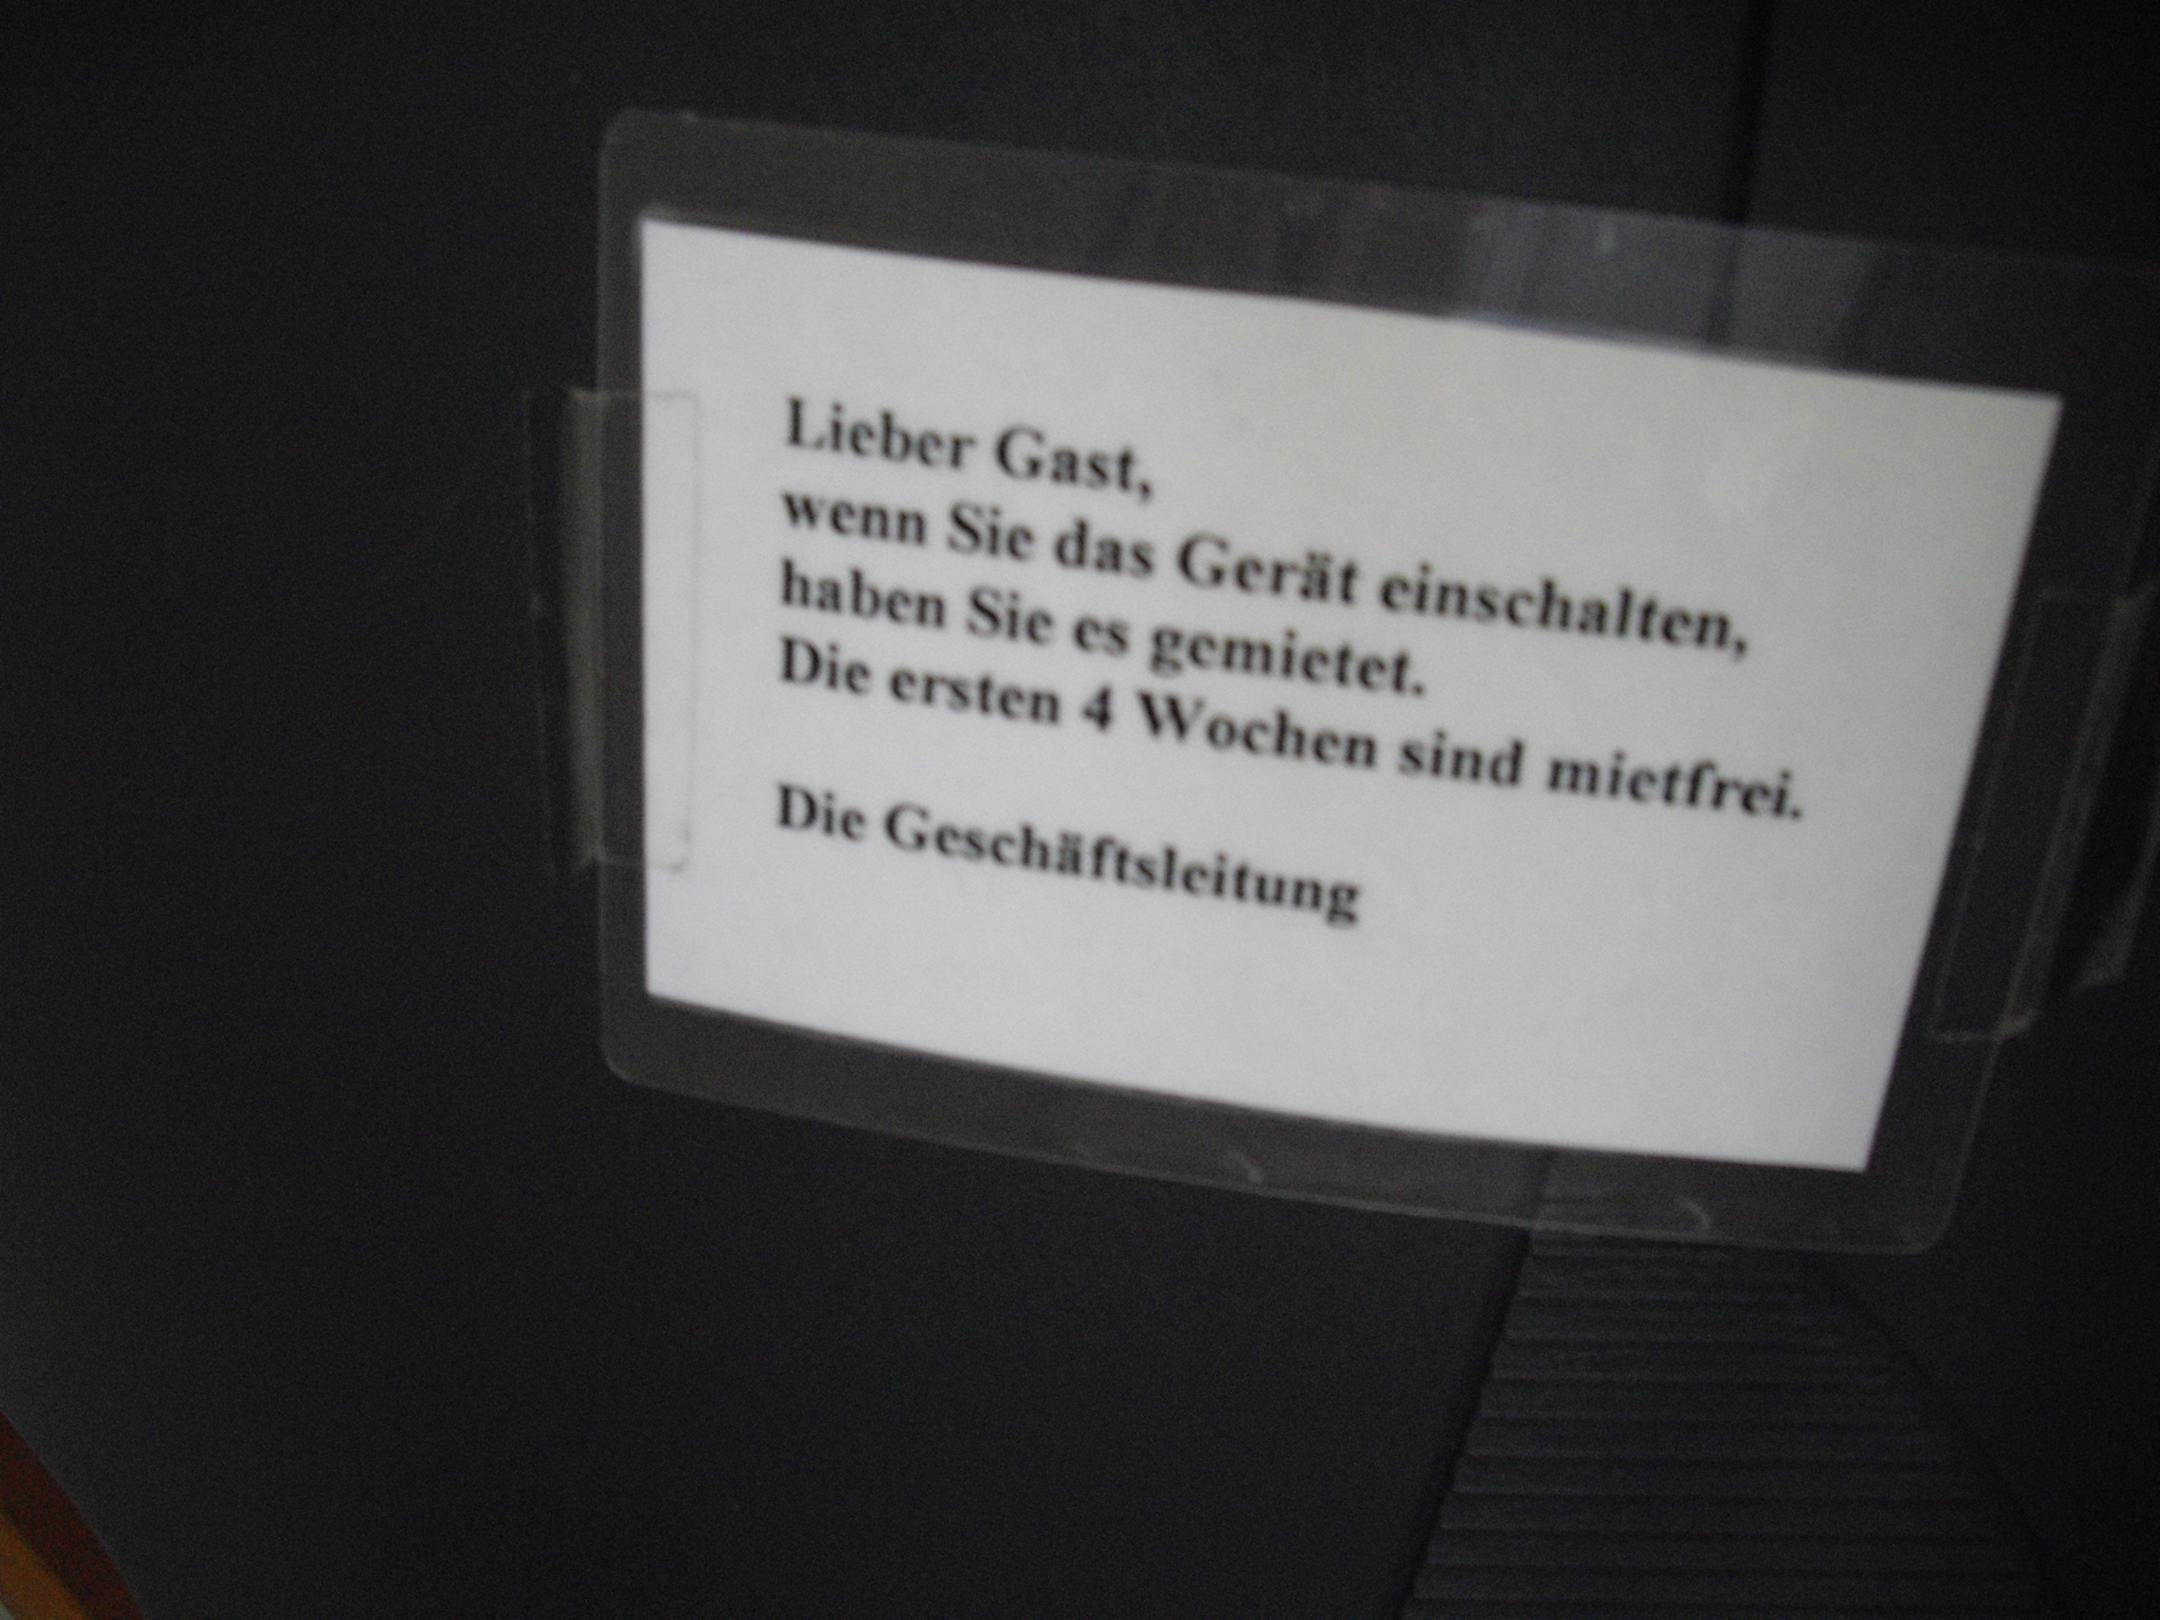 Lieber Gast,
wenn Sie das Gerät einschalten,
haben Sie es gemietet.
Die ersten 4 Wochen sind mietfrei.
Die Geschäftsleitung